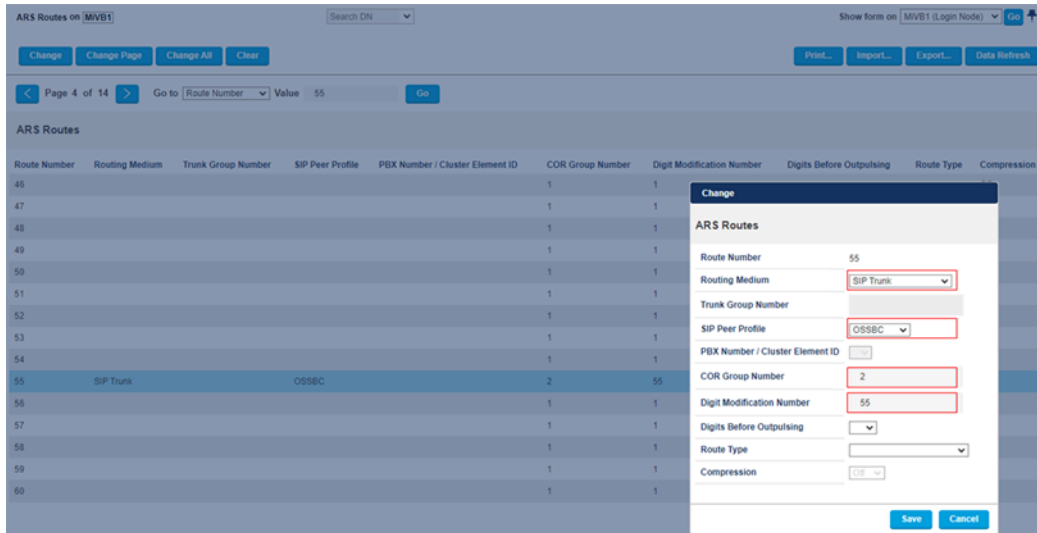 ARS Routes on MiVB1 Search DN Show form on MiVB1 (Login Node) Go
Change Change Page Change All Clear Print... Import... Export... Data Refresh
< Page 4 of 14 > Go to Route Number Value 55 Go
ARS Routes
Route Number Routing Medium Trunk Group Number SIP Peer Profile PBX Number / Cluster Element ID COR Group Number Digit Modification Number Digits Before Outpulsing Route Type Compression
46 1 1
47 1 1
48 1 1
49 1 1
50 1 1
51 1 1
52 1 1
53 1 1
54 1 1
55 SIP Trunk OSSBC 2 55
56 1 1
57 1 1
58 1 1
59 1 1
60 1 1
Change
ARS Routes
Route Number 55
Routing Medium SIP Trunk
Trunk Group Number
SIP Peer Profile OSSBC
PBX Number / Cluster Element ID
COR Group Number 2
Digit Modification Number 55
Digits Before Outpulsing
Route Type
Compression Off
Save Cancel